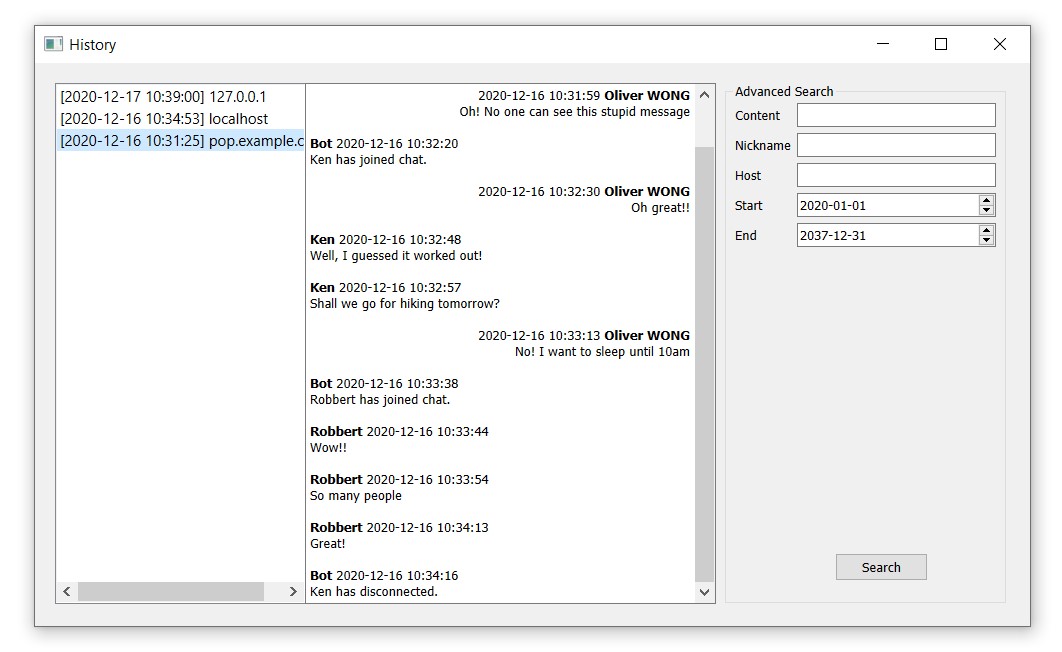 History
[2020-12-17 10:39:00] 127.0.0.1
[2020-12-16 10:34:53] localhost
[2020-12-16 10:31:25] pop.example.c
2020-12-16 10:31:59 Oliver WONG
Oh! No one can see this stupid message
Bot 2020-12-16 10:32:20
Ken has joined chat.
2020-12-16 10:32:30 Oliver WONG
Oh great!!
Ken 2020-12-16 10:32:48
Well, I guessed it worked out!
Ken 2020-12-16 10:32:57
Shall we go for hiking tomorrow?
2020-12-16 10:33:13 Oliver WONG
No! I want to sleep until 10am
Bot 2020-12-16 10:33:38
Robbert has joined chat.
Robbert 2020-12-16 10:33:44
Wow!!
Robbert 2020-12-16 10:33:54
So many people
Robbert 2020-12-16 10:34:13
Great!
Bot 2020-12-16 10:34:16
Ken has disconnected.
Advanced Search
Content
Nickname
Host
Start 2020-01-01
End 2037-12-31
Search